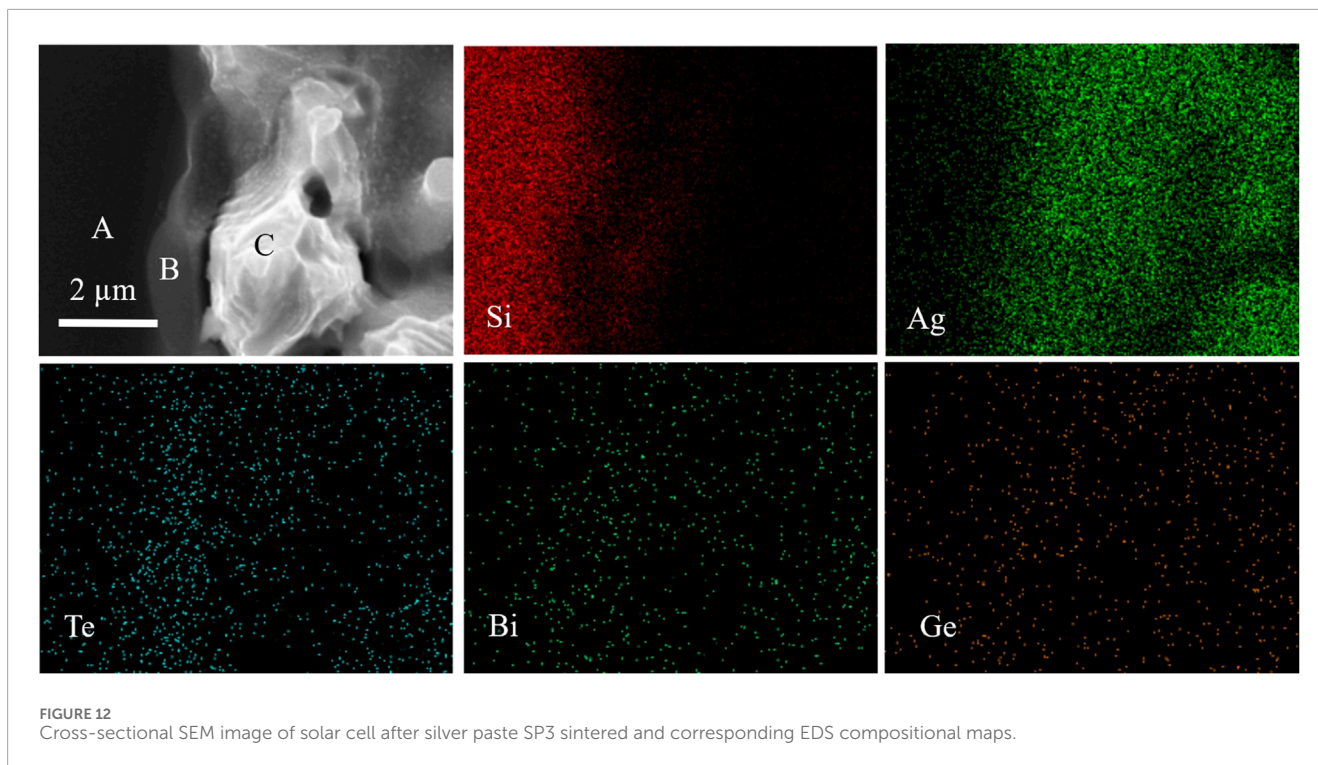 A
B
C
2 µm
Si
Ag
Te
Bi
Ge
FIGURE 12
Cross-sectional SEM image of solar cell after silver paste SP3 sintered and corresponding EDS compositional maps.